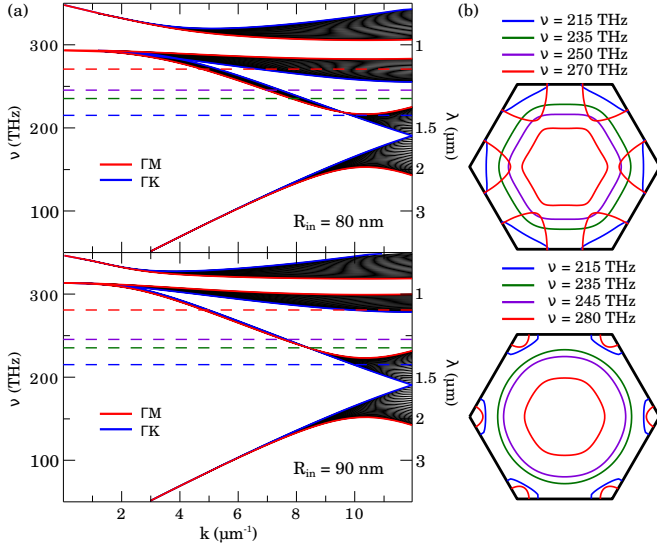 (a)
300
200
100
ν (THz)
1
1.5
2
3
λ (μm)
ΓM
ΓK
R_in = 80 nm
300
200
100
ν (THz)
1
1.5
2
3
λ (μm)
ΓM
ΓK
R_in = 90 nm
2 4 6 8 10
k (μm⁻¹)
(b)
ν = 215 THz
ν = 235 THz
ν = 250 THz
ν = 270 THz
ν = 215 THz
ν = 235 THz
ν = 245 THz
ν = 280 THz